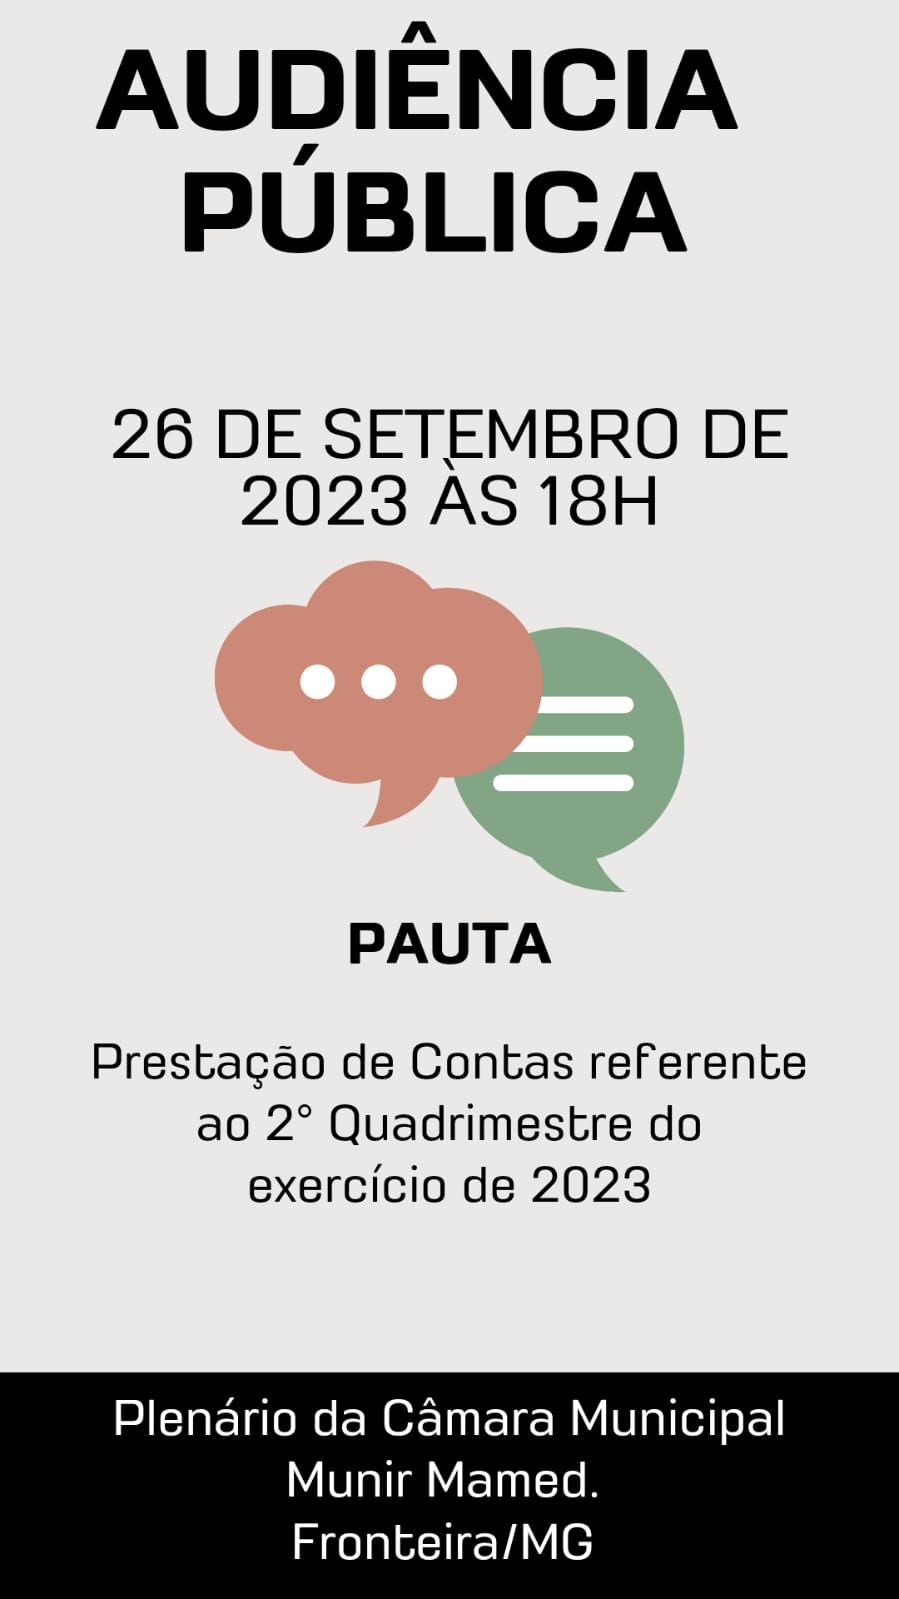 AUDIÊNCIA
PÚBLICA
26 DE SETEMBRO DE
2023 ÀS 18H
PAUTA
Prestação de Contas referente
ao 2° Quadrimestre do
exercício de 2023
Plenário da Câmara Municipal
Munir Mamed.
Fronteira/MG